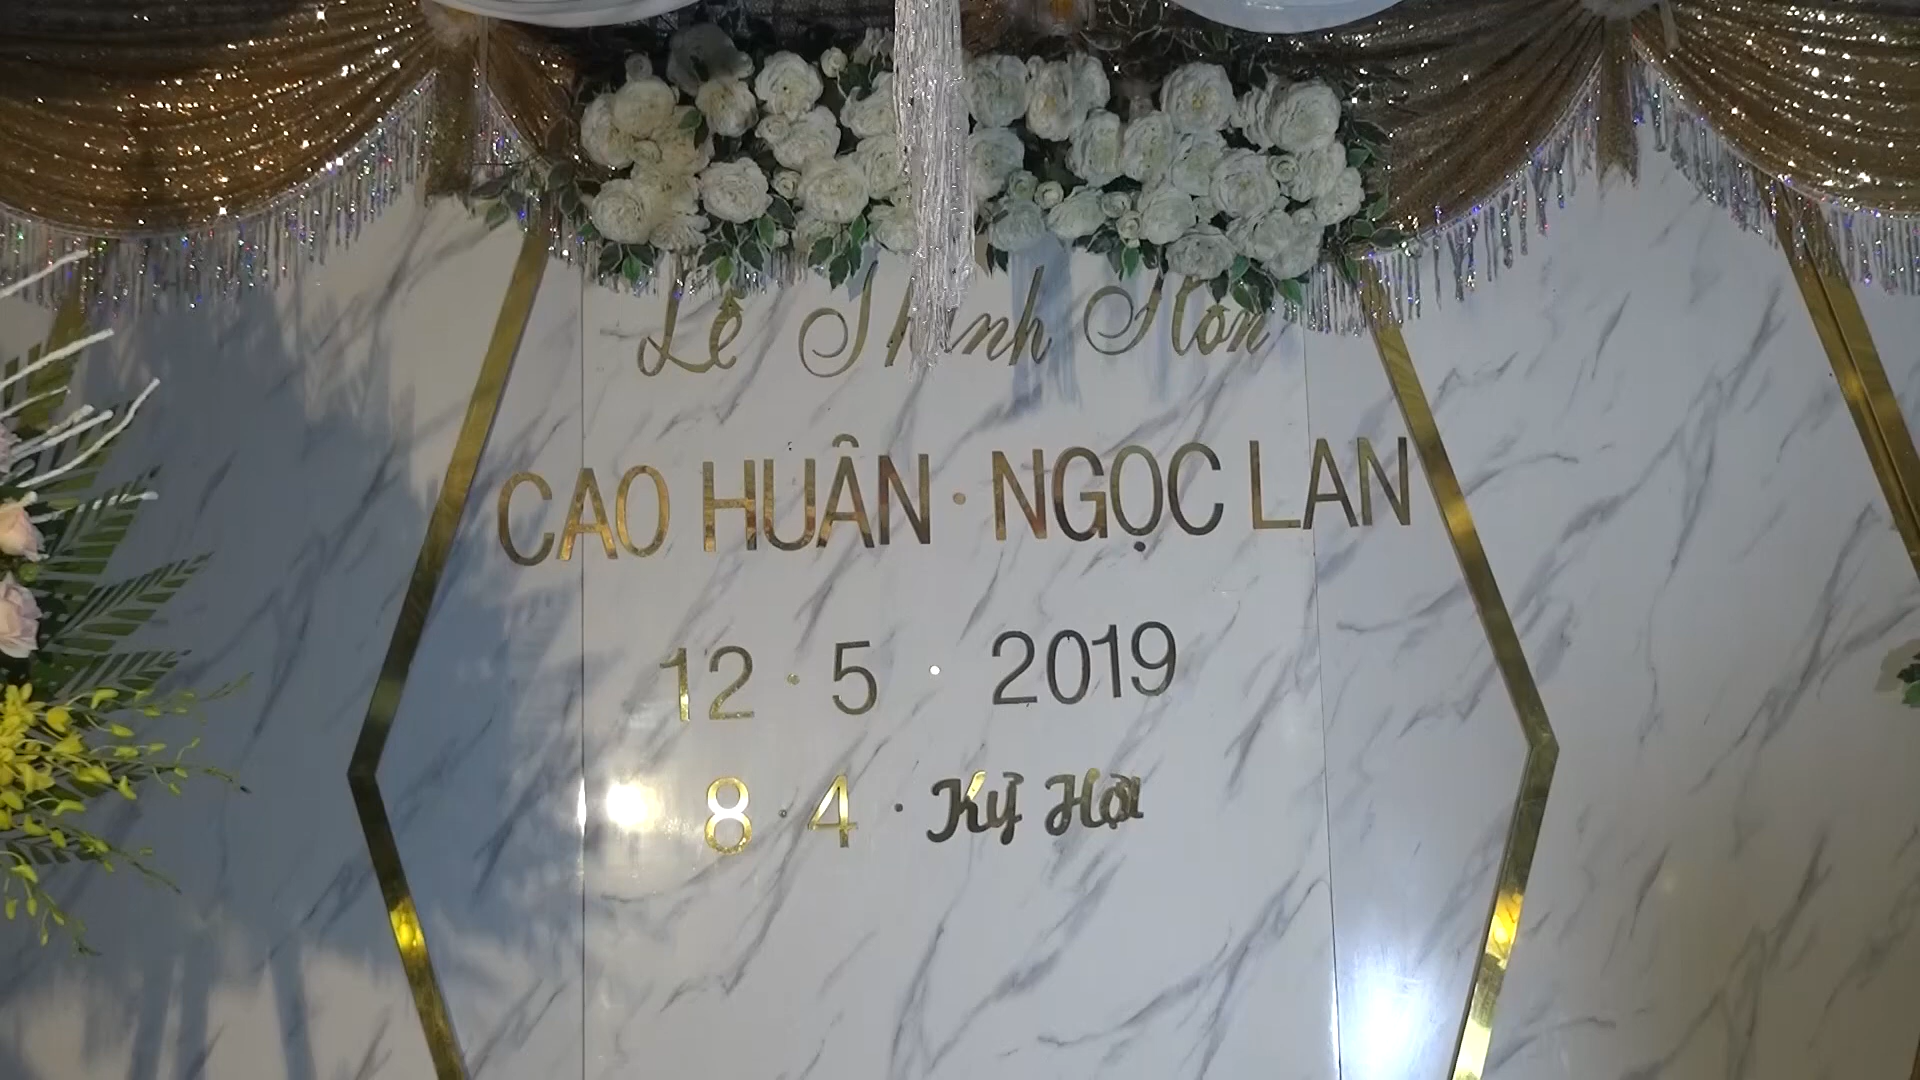 Lễ Thành Hôn
CAO HUÂN · NGỌC LAN
12 · 5 · 2019
8 · 4 · Kỷ Hợi